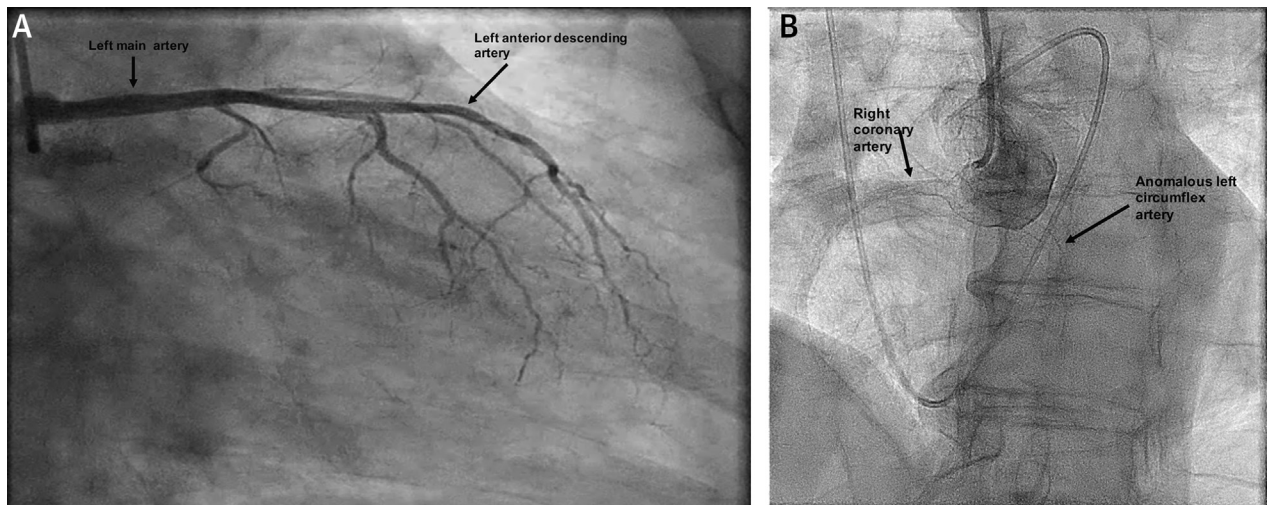 A
Left main artery
Left anterior descending
artery
B
Right
coronary
artery
Anomalous left
circumflex
artery